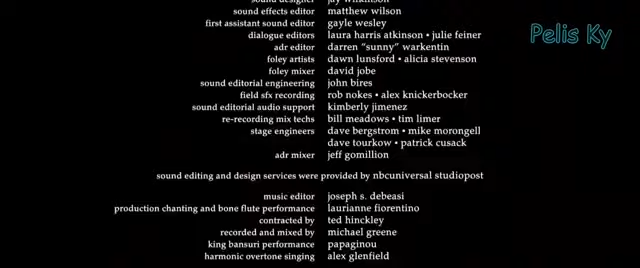 sound designer jay wilkinson
sound effects editor matthew wilson
first assistant sound editor gayle wesley
dialogue editors laura harris atkinson • julie feiner
adr editor darren "sunny" warkentin
foley artists dawn lunsford • alicia stevenson
foley mixer david jobe
sound editorial engineering john bires
field sfx recording rob nokes • alex knickerbocker
sound editorial audio support kimberly jimenez
re-recording mix techs bill meadows • tim limer
stage engineers dave bergstrom • mike morongell
dave tourkow • patrick cusack
adr mixer jeff gomillion
sound editing and design services were provided by nbcuniversal studiopost
music editor joseph s. debeasi
production chanting and bone flute performance laurianne fiorentino
contracted by ted hinckley
recorded and mixed by michael greene
king bansuri performance papaginou
harmonic overtone singing alex glenfield
Pelis Ky